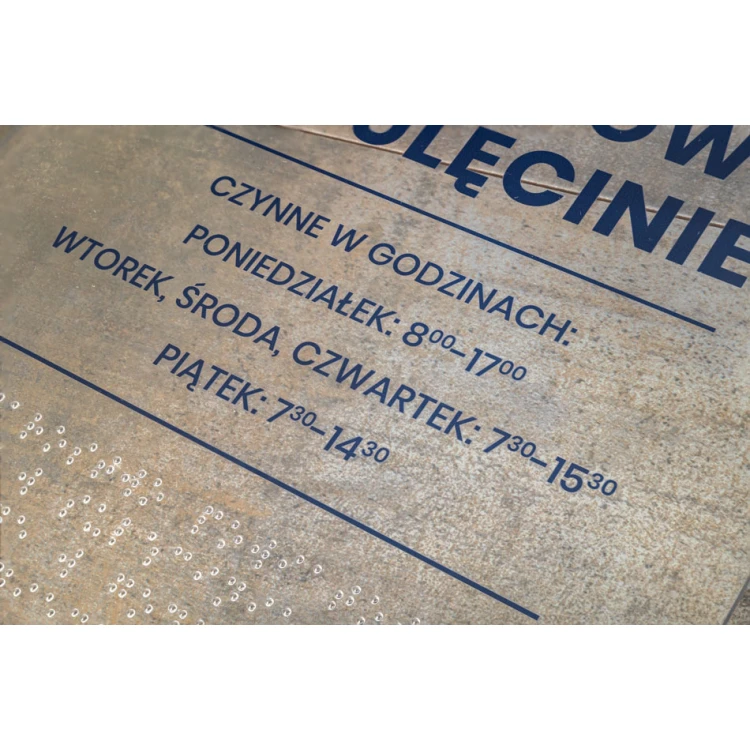 ULĘCINIE
CZYNNE W GODZINACH:
PONIEDZIAŁEK: 8⁰⁰-17⁰⁰
WTOREK, ŚRODA, CZWARTEK: 7³⁰-15³⁰
PIĄTEK: 7³⁰-14³⁰